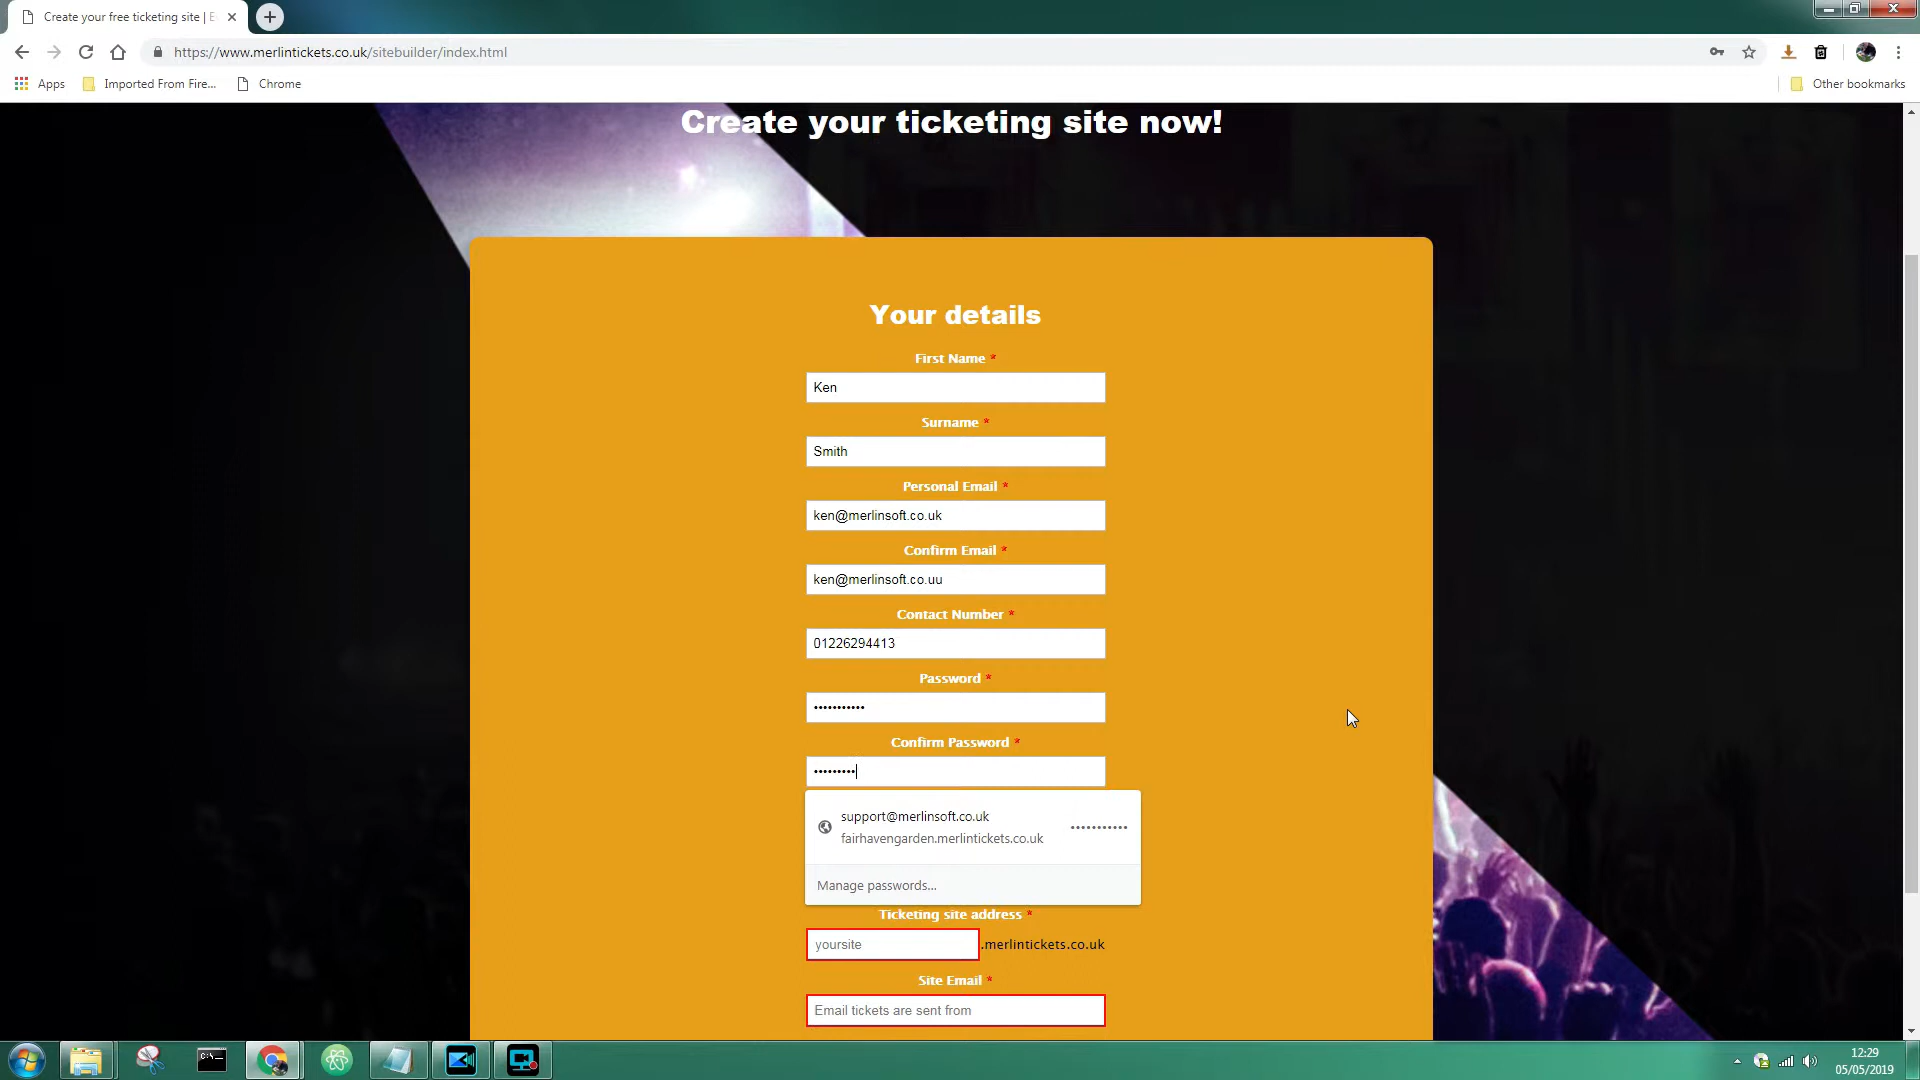 Create your free ticketing site | E
https://www.merlintickets.co.uk/sitebuilder/index.html
Apps
Imported From Fire...
Chrome
Other bookmarks
Create your ticketing site now!
Your details
First Name *
Ken
Surname *
Smith
Personal Email *
ken@merlinsoft.co.uk
Confirm Email *
ken@merlinsoft.co.uu
Contact Number *
01226294413
Password *
•••••••••••
Confirm Password *
•••••••••
support@merlinsoft.co.uk
•••••••••••
fairhavengarden.merlintickets.co.uk
Manage passwords...
Ticketing site address *
yoursite
.merlintickets.co.uk
Site Email *
Email tickets are sent from
12:29
05/05/2019